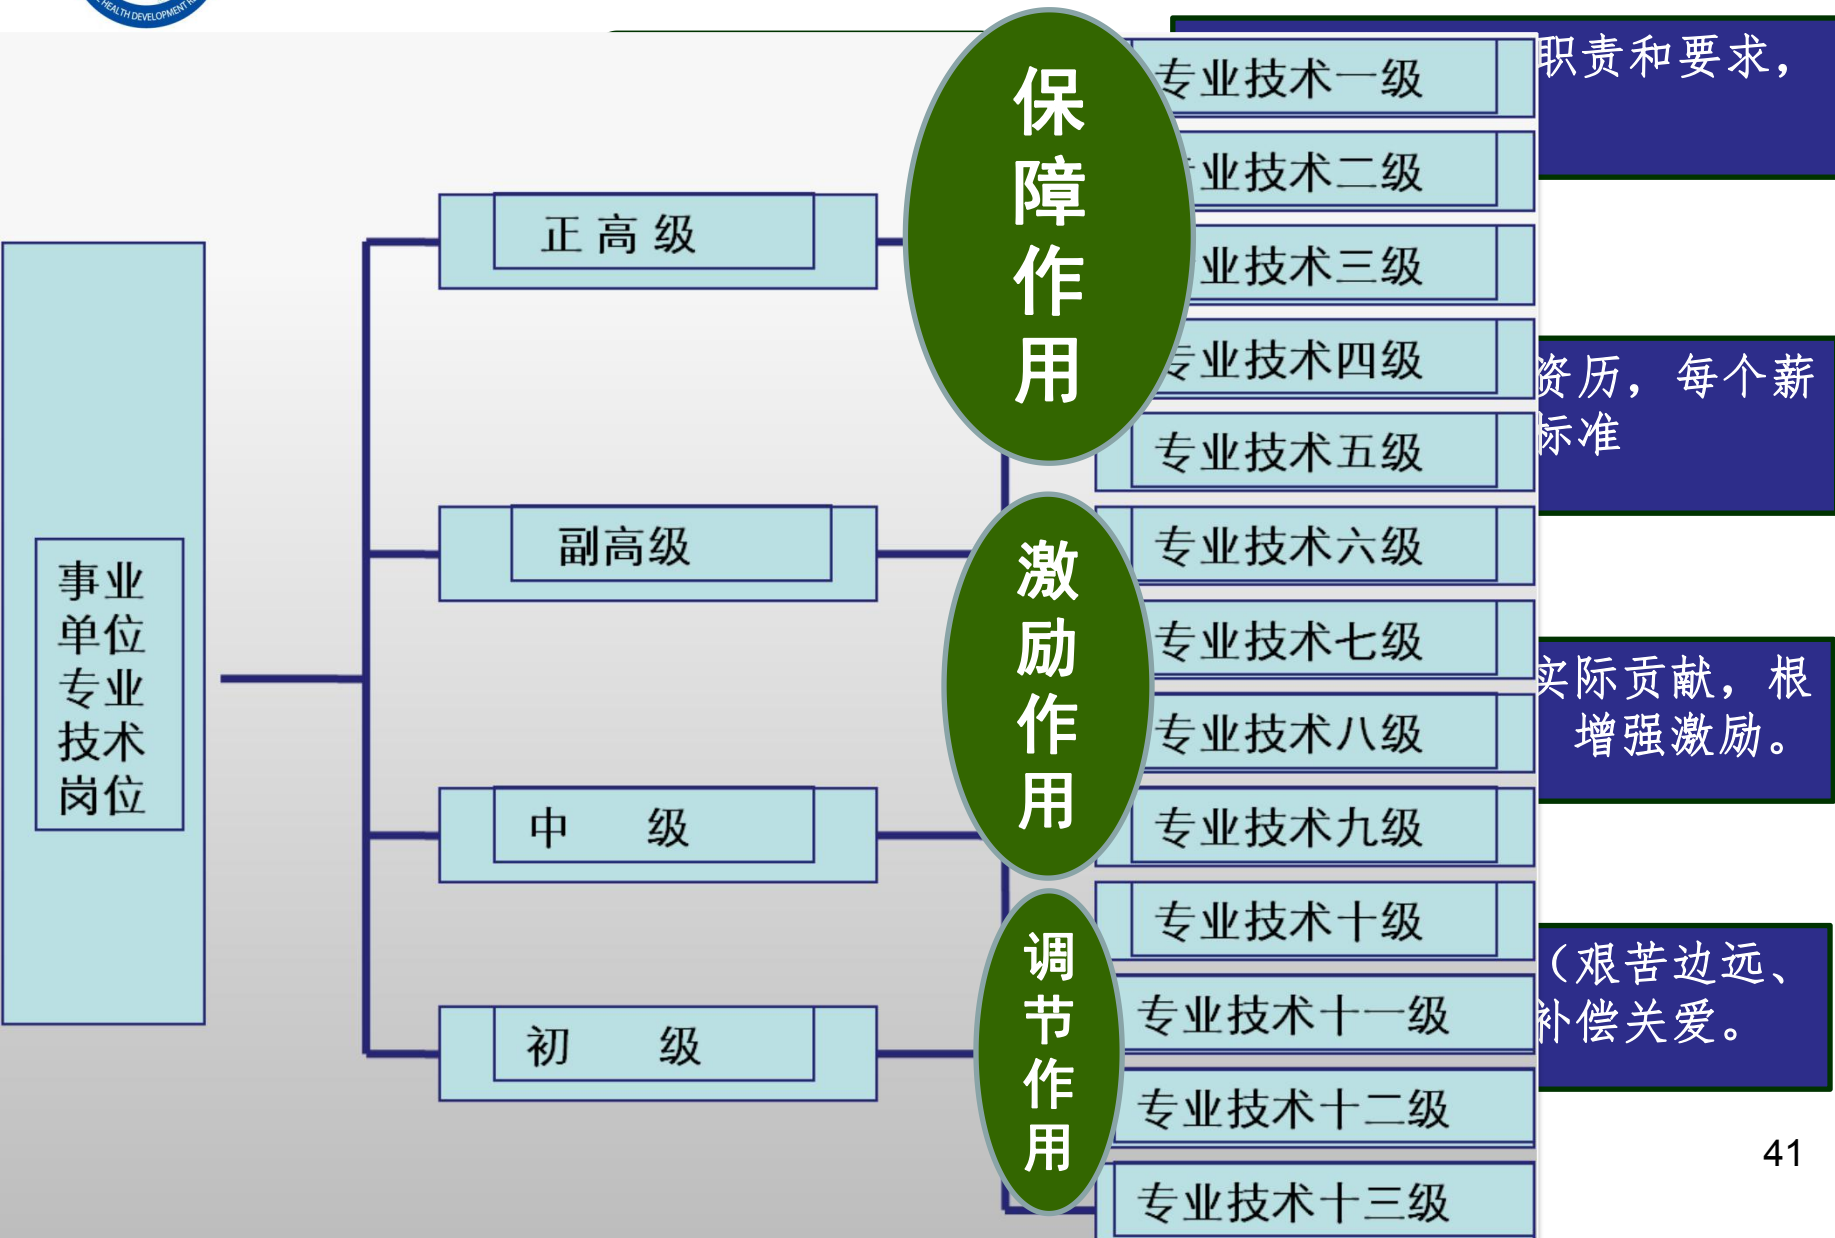 HEALTH DEVELOPMENT
事业
单位
专业
技术
岗位
正高级
副高级
中 级
初 级
保
障
作
用
激
励
作
用
调
节
作
用
专业技术一级
业技术二级
业技术三级
专业技术四级
专业技术五级
专业技术六级
专业技术七级
专业技术八级
专业技术九级
专业技术十级
专业技术十一级
专业技术十二级
专业技术十三级
职责和要求，
资历，每个薪
标准
实际贡献，根
增强激励。
（艰苦边远、
补偿关爱。
41